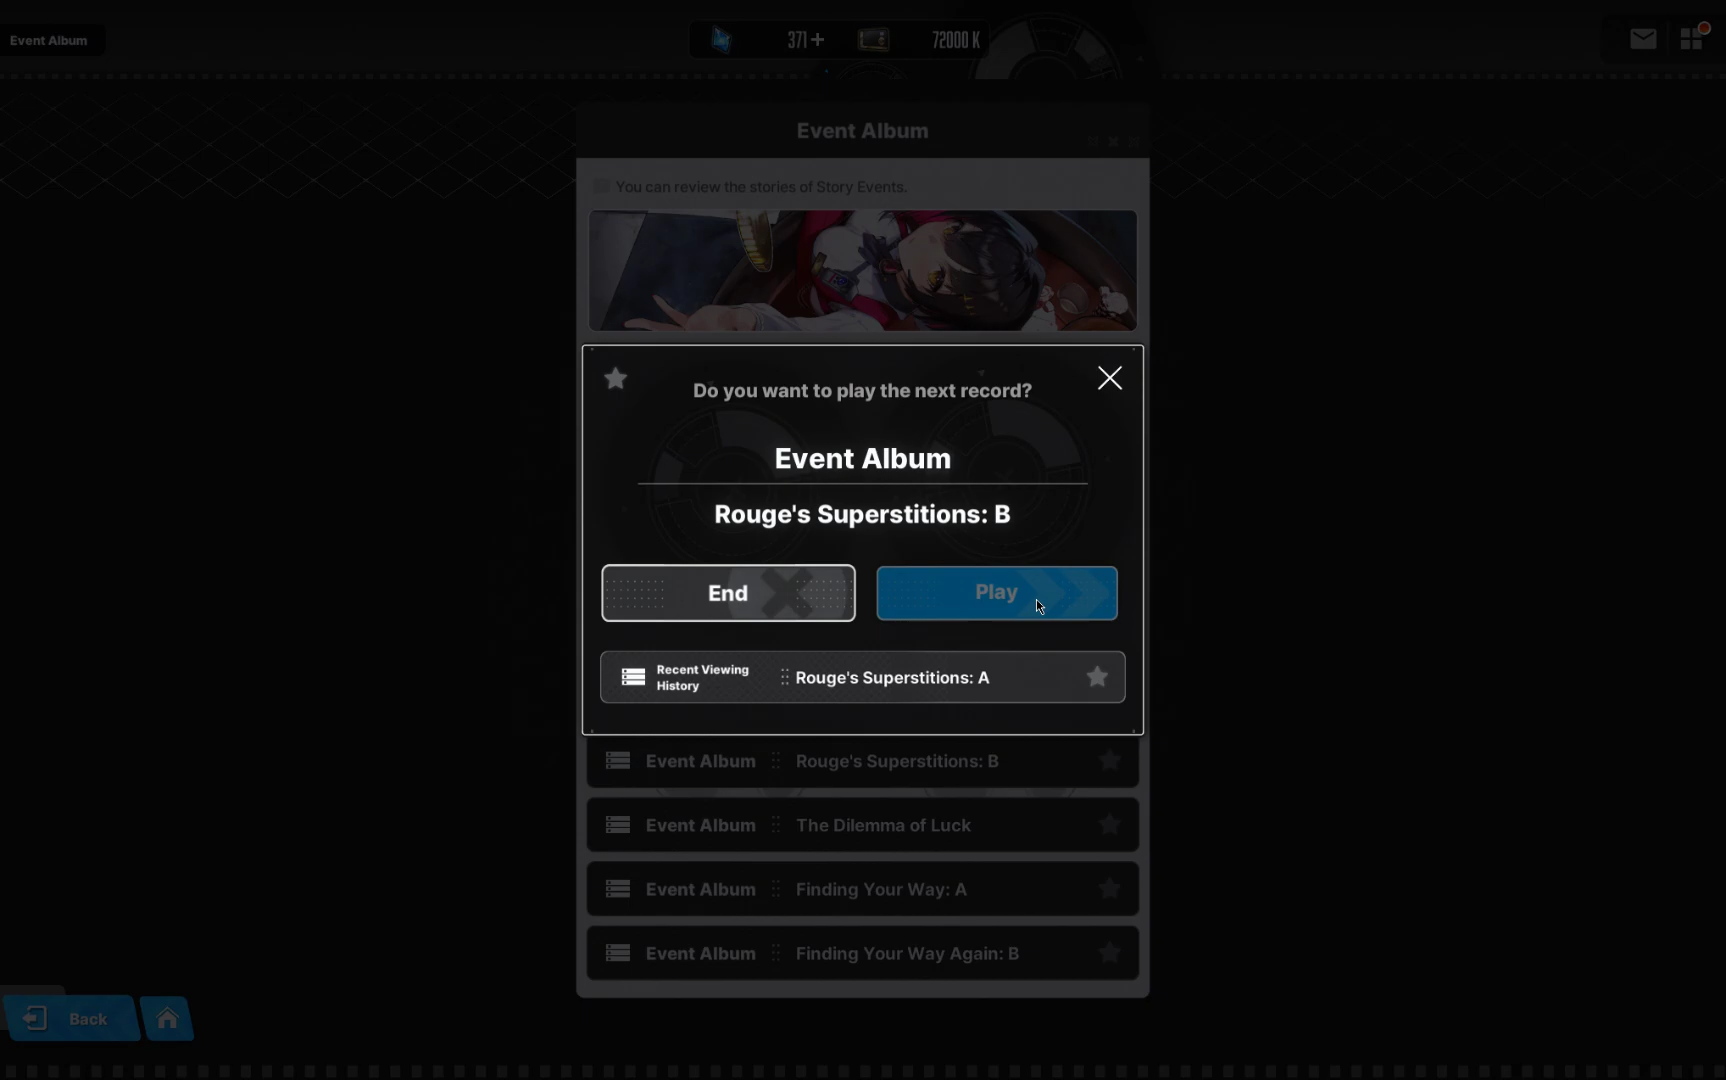 Event Album
371+
72000 K
Event Album
You can review the stories of Story Events.
Do you want to play the next record?
Event Album
Rouge's Superstitions: B
End
Play
Recent Viewing
History
Rouge's Superstitions: A
Event Album Rouge's Superstitions: B
Event Album The Dilemma of Luck
Event Album Finding Your Way: A
Event Album Finding Your Way Again: B
Back